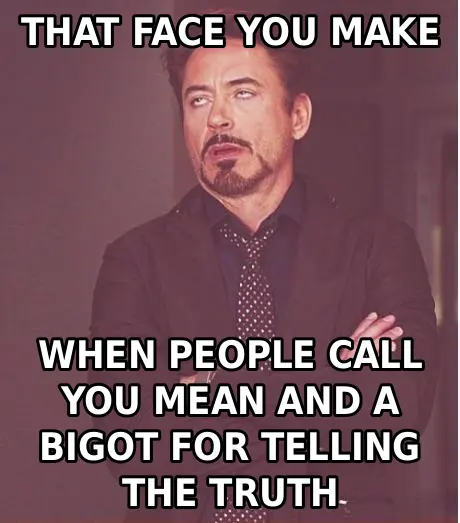 THAT FACE YOU MAKE
WHEN PEOPLE CALL
YOU MEAN AND A
BIGOT FOR TELLING
THE TRUTH